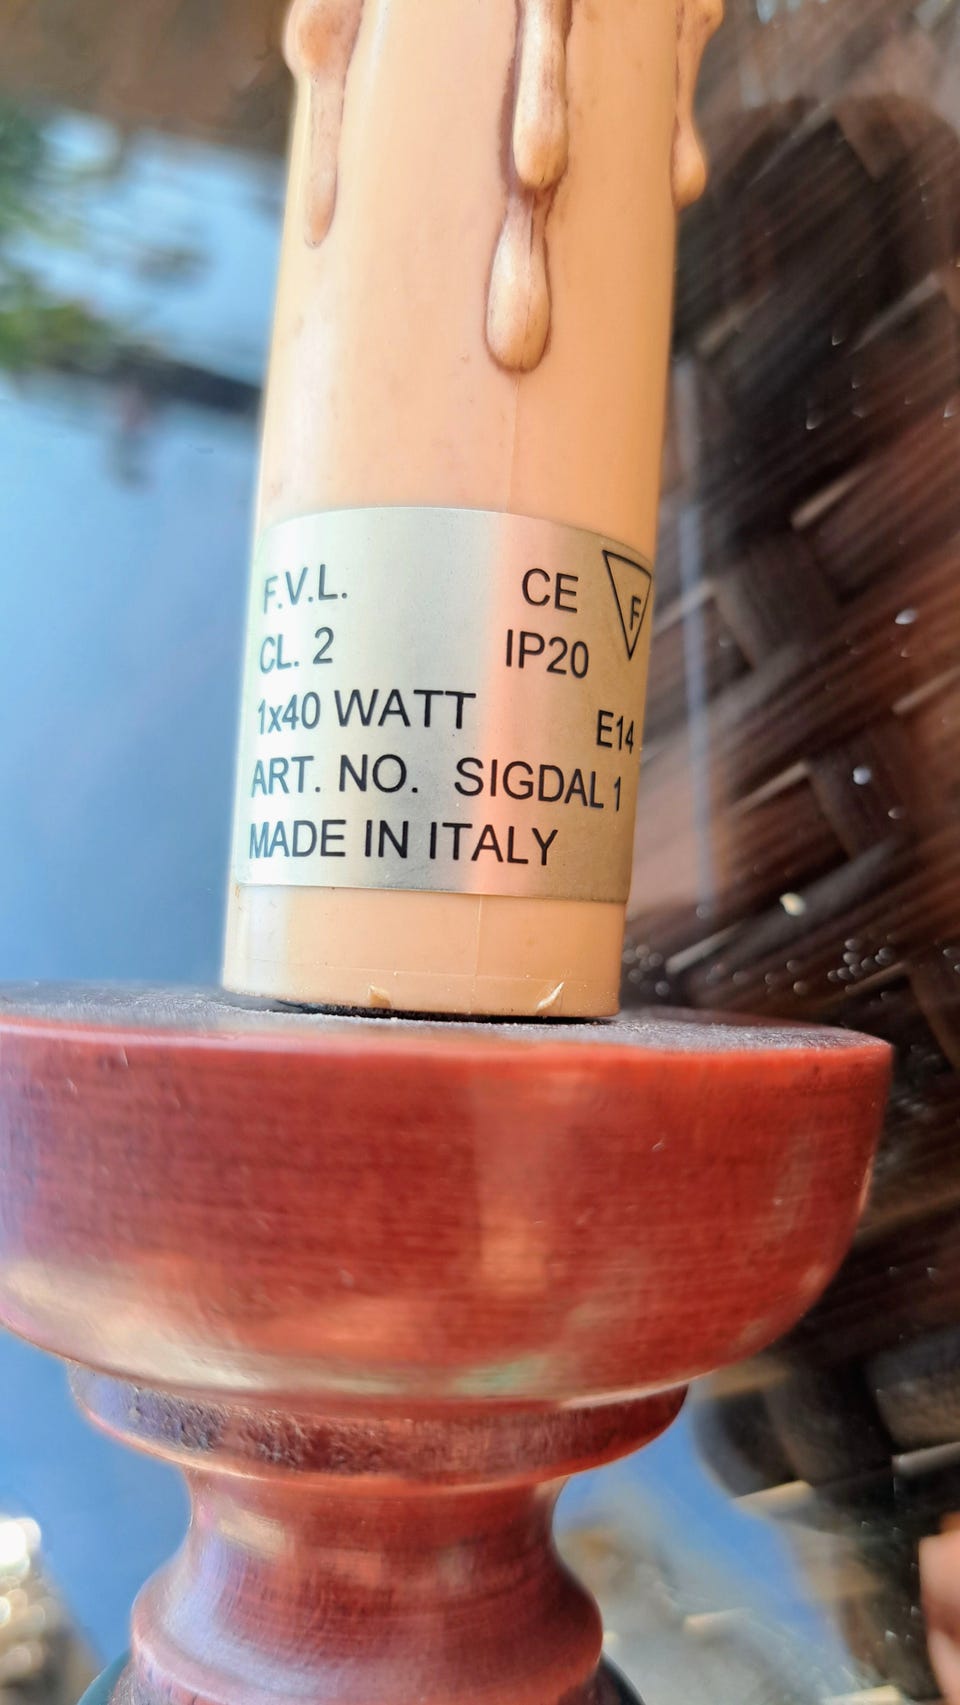 F.V.L. CE F
CL. 2 IP20
1x40 WATT E14
ART. NO. SIGDAL 1
MADE IN ITALY